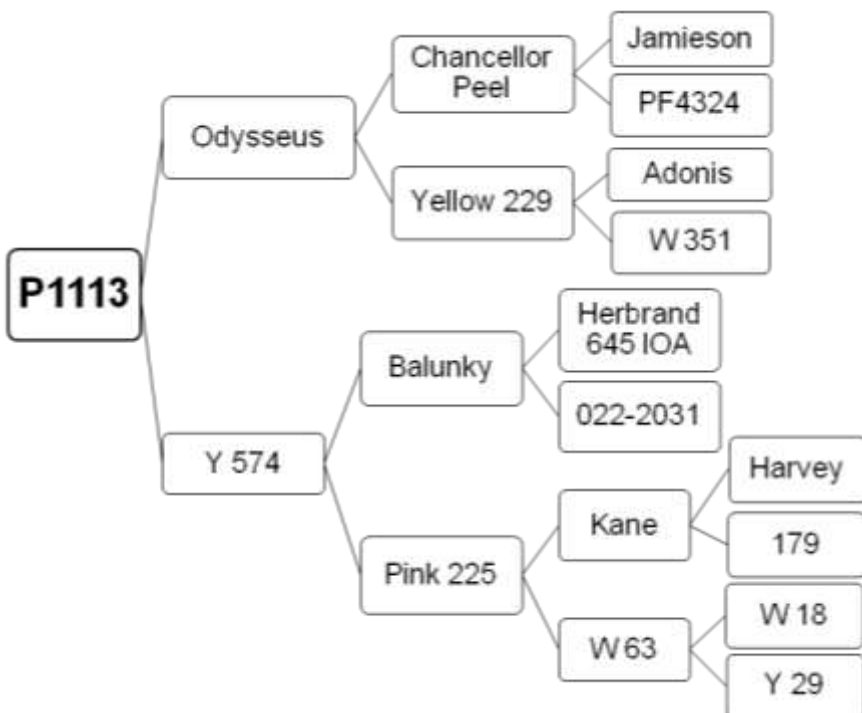 Jamieson
Chancellor
Peel
PF4324
Odysseus
Adonis
Yellow 229
W 351
P1113
Herbrand
645 IOA
Balunky
022-2031
Y 574
Harvey
Kane
179
Pink 225
W 18
W 63
Y 29